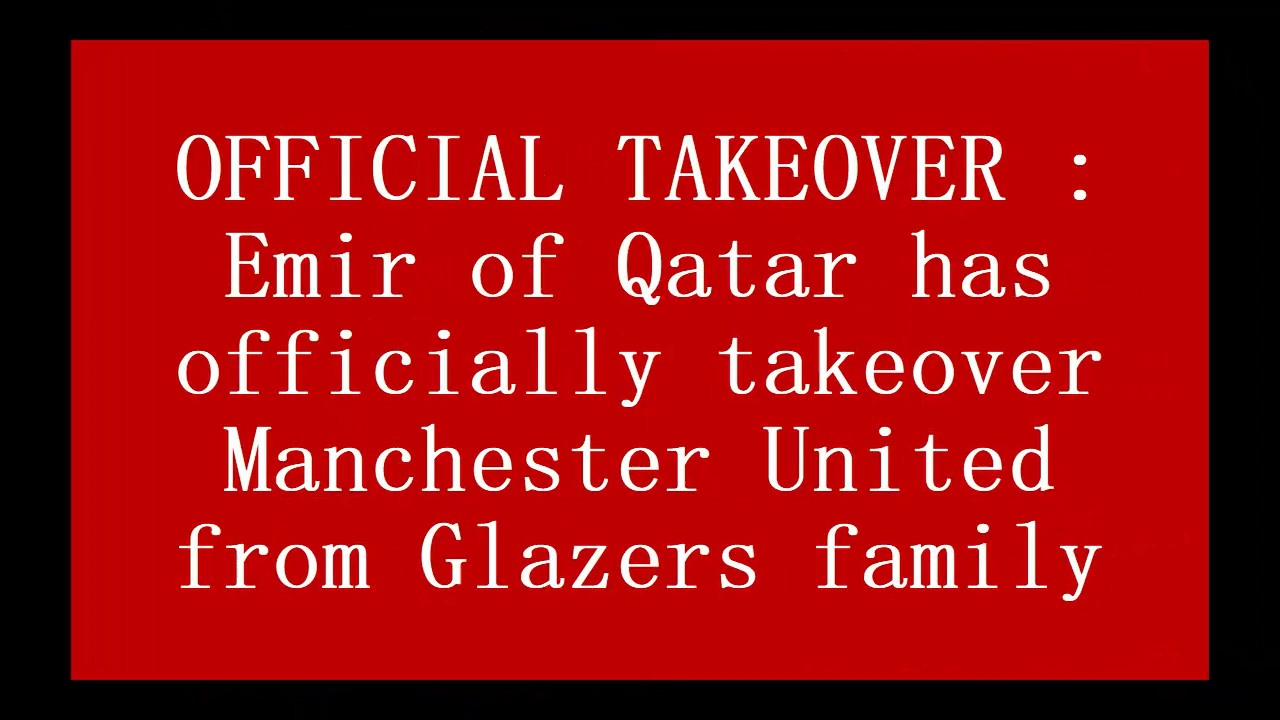 OFFICIAL TAKEOVER :
Emir of Qatar has
officially takeover
Manchester United
from Glazers family